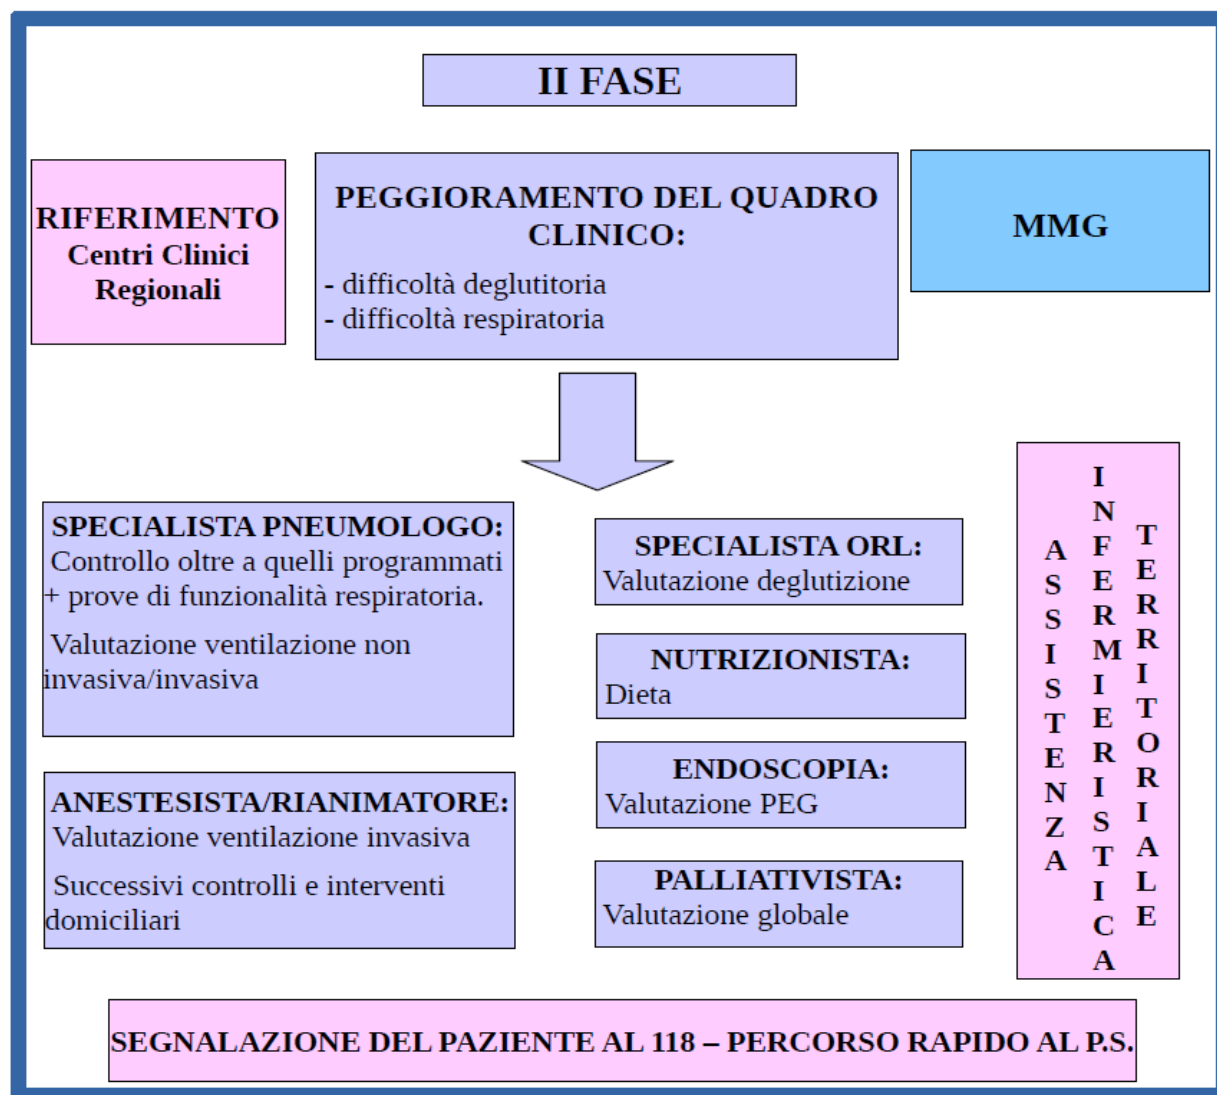 II FASE
RIFERIMENTO
Centri Clinici
Regionali
PEGGIORAMENTO DEL QUADRO
CLINICO:
- difficoltà deglutitoria
- difficoltà respiratoria
MMG
SPECIALISTA PNEUMOLOGO:
Controllo oltre a quelli programmati
+ prove di funzionalità respiratoria.
Valutazione ventilazione non
invasiva/invasiva
ANESTESISTA/RIANIMATORE:
Valutazione ventilazione invasiva
Successivi controlli e interventi
domiciliari
SPECIALISTA ORL:
Valutazione deglutizione
NUTRIZIONISTA:
Dieta
ENDOSCOPIA:
Valutazione PEG
PALLIATIVISTA:
Valutazione globale
ASSISTENZA
INFERMIERISTICA
TERRITORIALE
SEGNALAZIONE DEL PAZIENTE AL 118 – PERCORSO RAPIDO AL P.S.